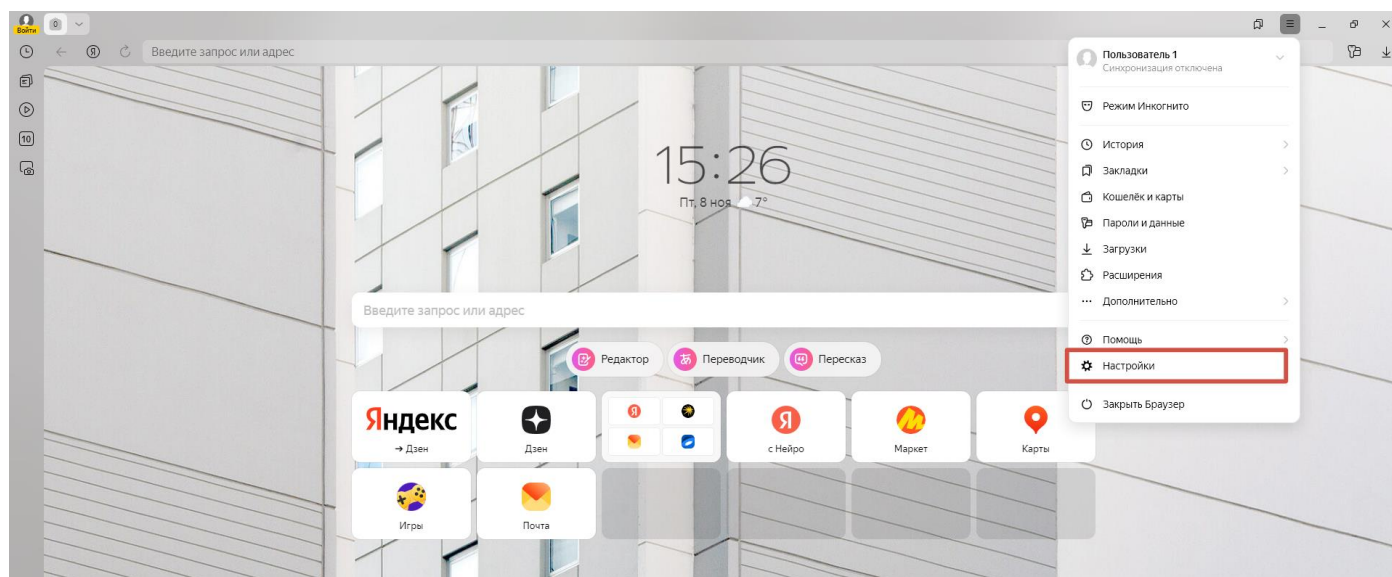 Войти
0
Введите запрос или адрес
10
15:26
Пт, 8 ноя 7°
Введите запрос или адрес
Редактор
Переводчик
Пересказ
Яндекс
→ Дзен
Дзен
Я
Я
с Нейро
Маркет
Карты
Игры
Почта
Пользователь 1
Синхронизация отключена
Режим Инкогнито
История
Закладки
Кошелёк и карты
Пароли и данные
Загрузки
Расширения
Дополнительно
Помощь
Настройки
Закрыть Браузер